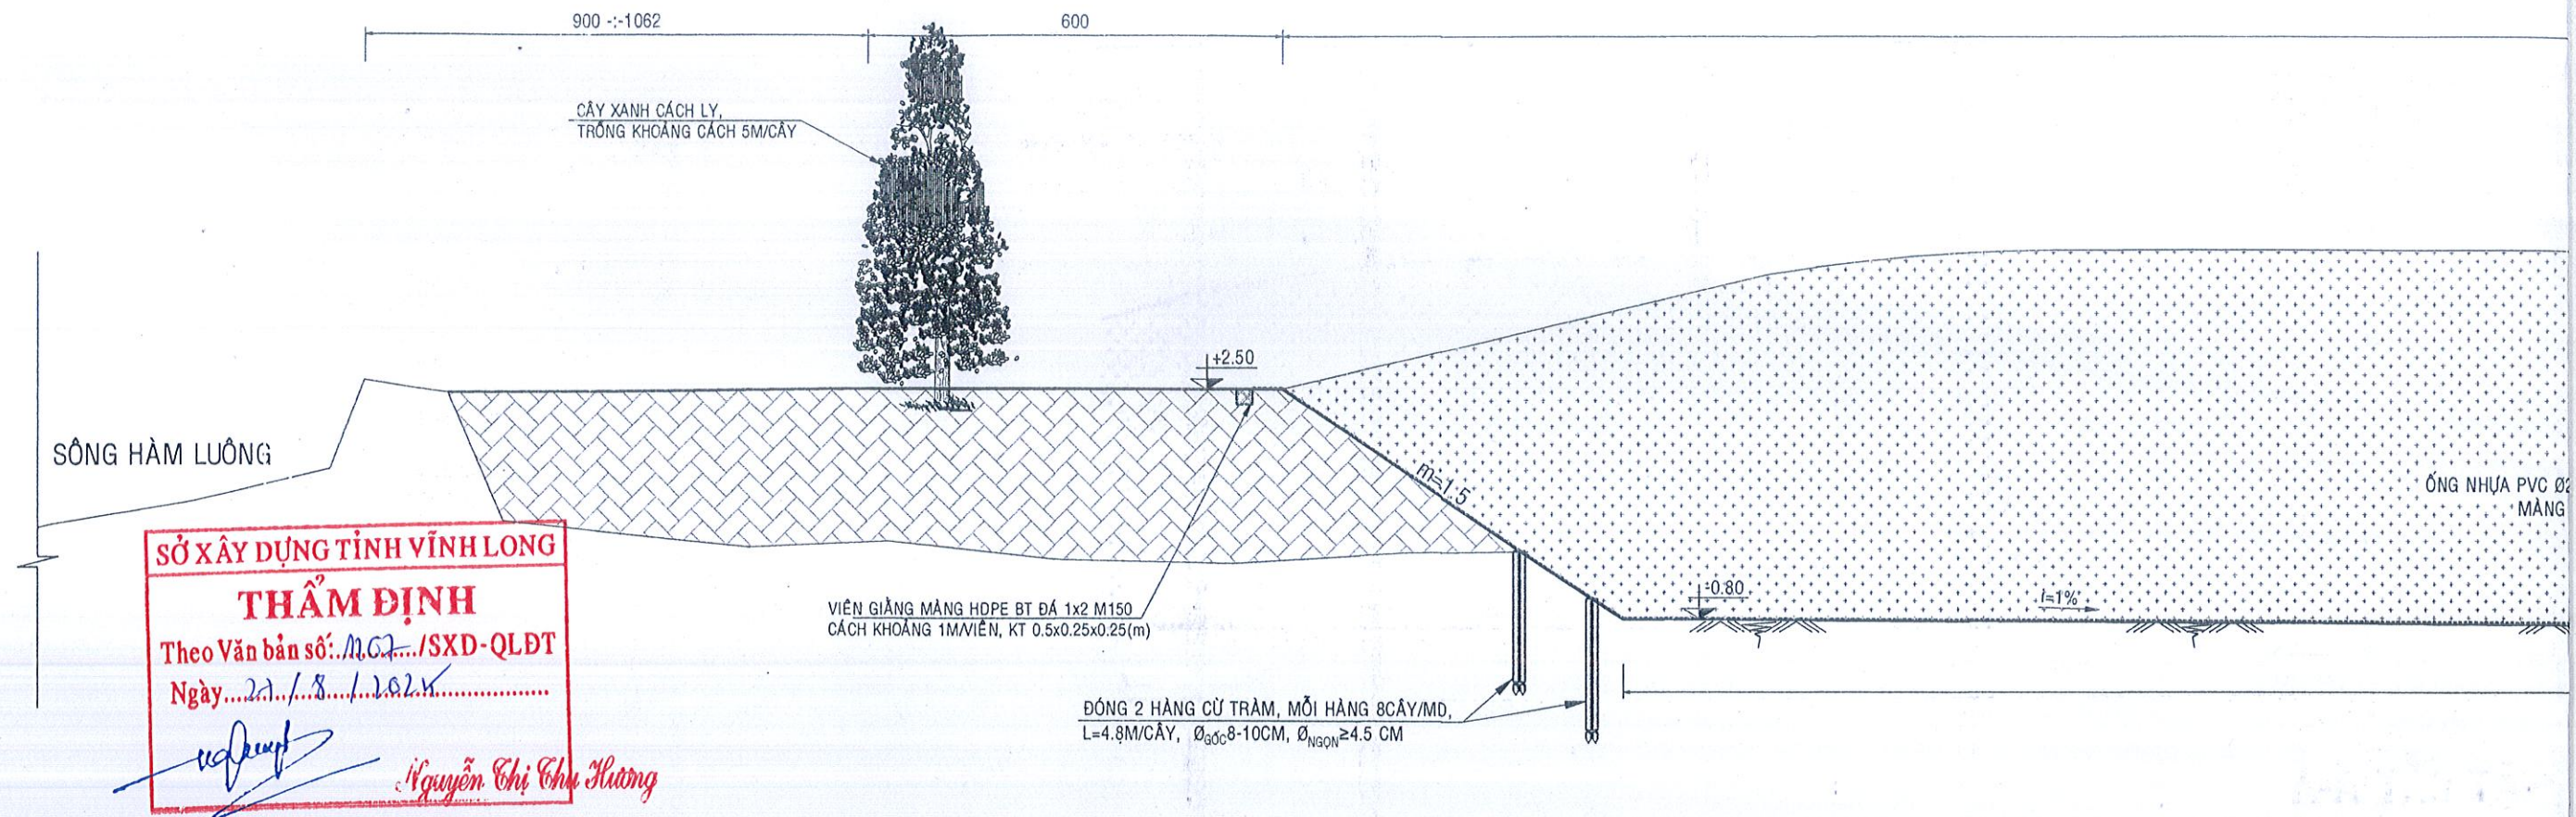 900 -:-1062
600
CÂY XANH CÁCH LY,
TRỒNG KHOẢNG CÁCH 5M/CÂY
+2.50
SÔNG HÀM LUÔNG
m=1.5
ỐNG NHỰA PVC Ø2
MÀNG
SỞ XÂY DỰNG TỈNH VĨNH LONG
THẨM ĐỊNH
Theo Văn bản số: /SXD-QLĐT
Ngày 21/8/202
Nguyễn Thị Thu Hương
VIÊN GIẰNG MÀNG HDPE BT ĐÁ 1x2 M150
CÁCH KHOẢNG 1M/VIÊN, KT 0.5x0.25x0.25(m)
-0.80
i=1%
ĐÓNG 2 HÀNG CỪ TRÀM, MỖI HÀNG 8CÂY/MD,
L=4.8M/CÂY, ØGỐC8-10CM, ØNGỌN≥4.5 CM